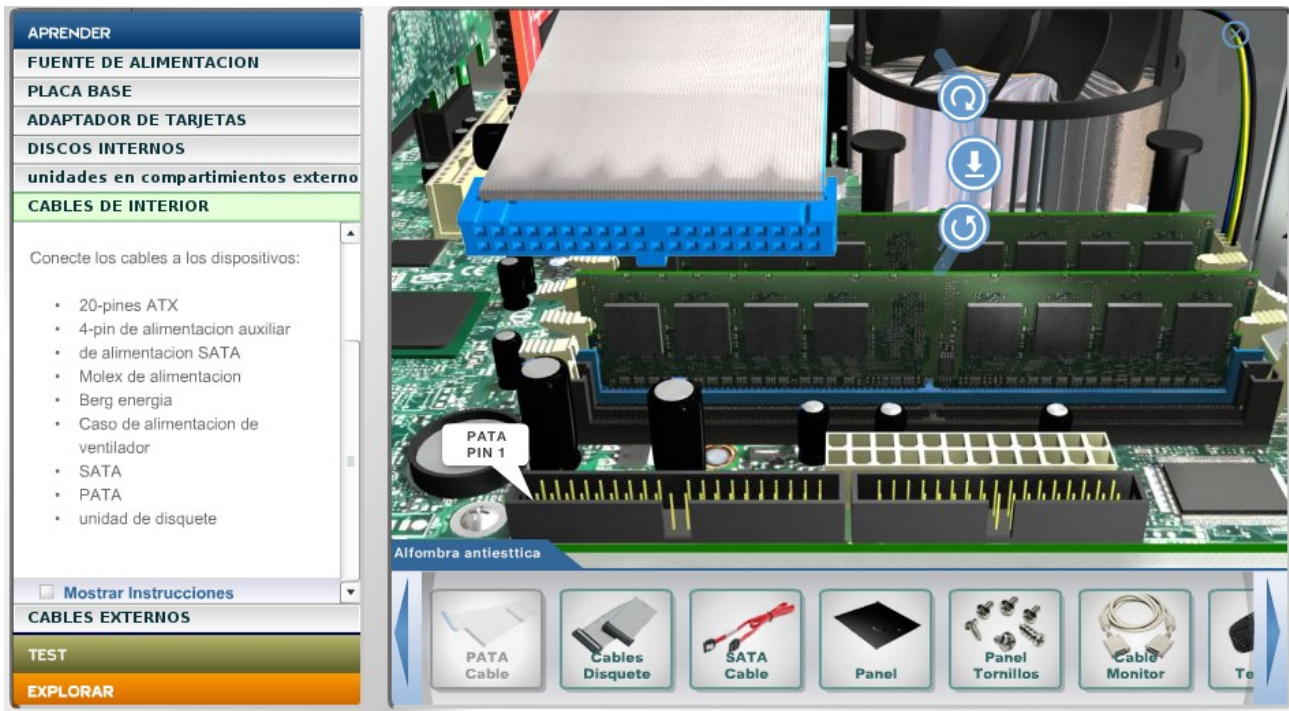 APRENDER
FUENTE DE ALIMENTACION
PLACA BASE
ADAPTADOR DE TARJETAS
DISCOS INTERNOS
unidades en compartimientos externo
CABLES DE INTERIOR
Conecte los cables a los dispositivos:
• 20-pines ATX
• 4-pin de alimentacion auxiliar
• de alimentacion SATA
• Molex de alimentacion
• Berg energia
• Caso de alimentacion de
ventilador
• SATA
• PATA
• unidad de disquete
Mostrar Instrucciones
CABLES EXTERNOS
TEST
EXPLORAR
PATA
PIN 1
Alfombra antiesttica
PATA
Cable
Cables
Disquete
SATA
Cable
Panel
Panel
Tornillos
Cable
Monitor
Te